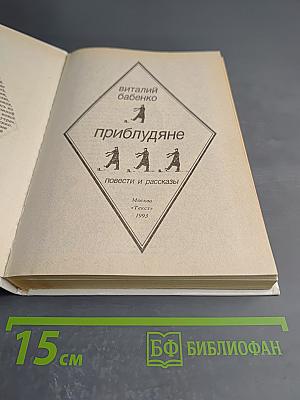 виталий
бабенко
приблудяне
повести и рассказы
Москва
«Текст»
1993
15 см
БФ БИБЛИОФАН